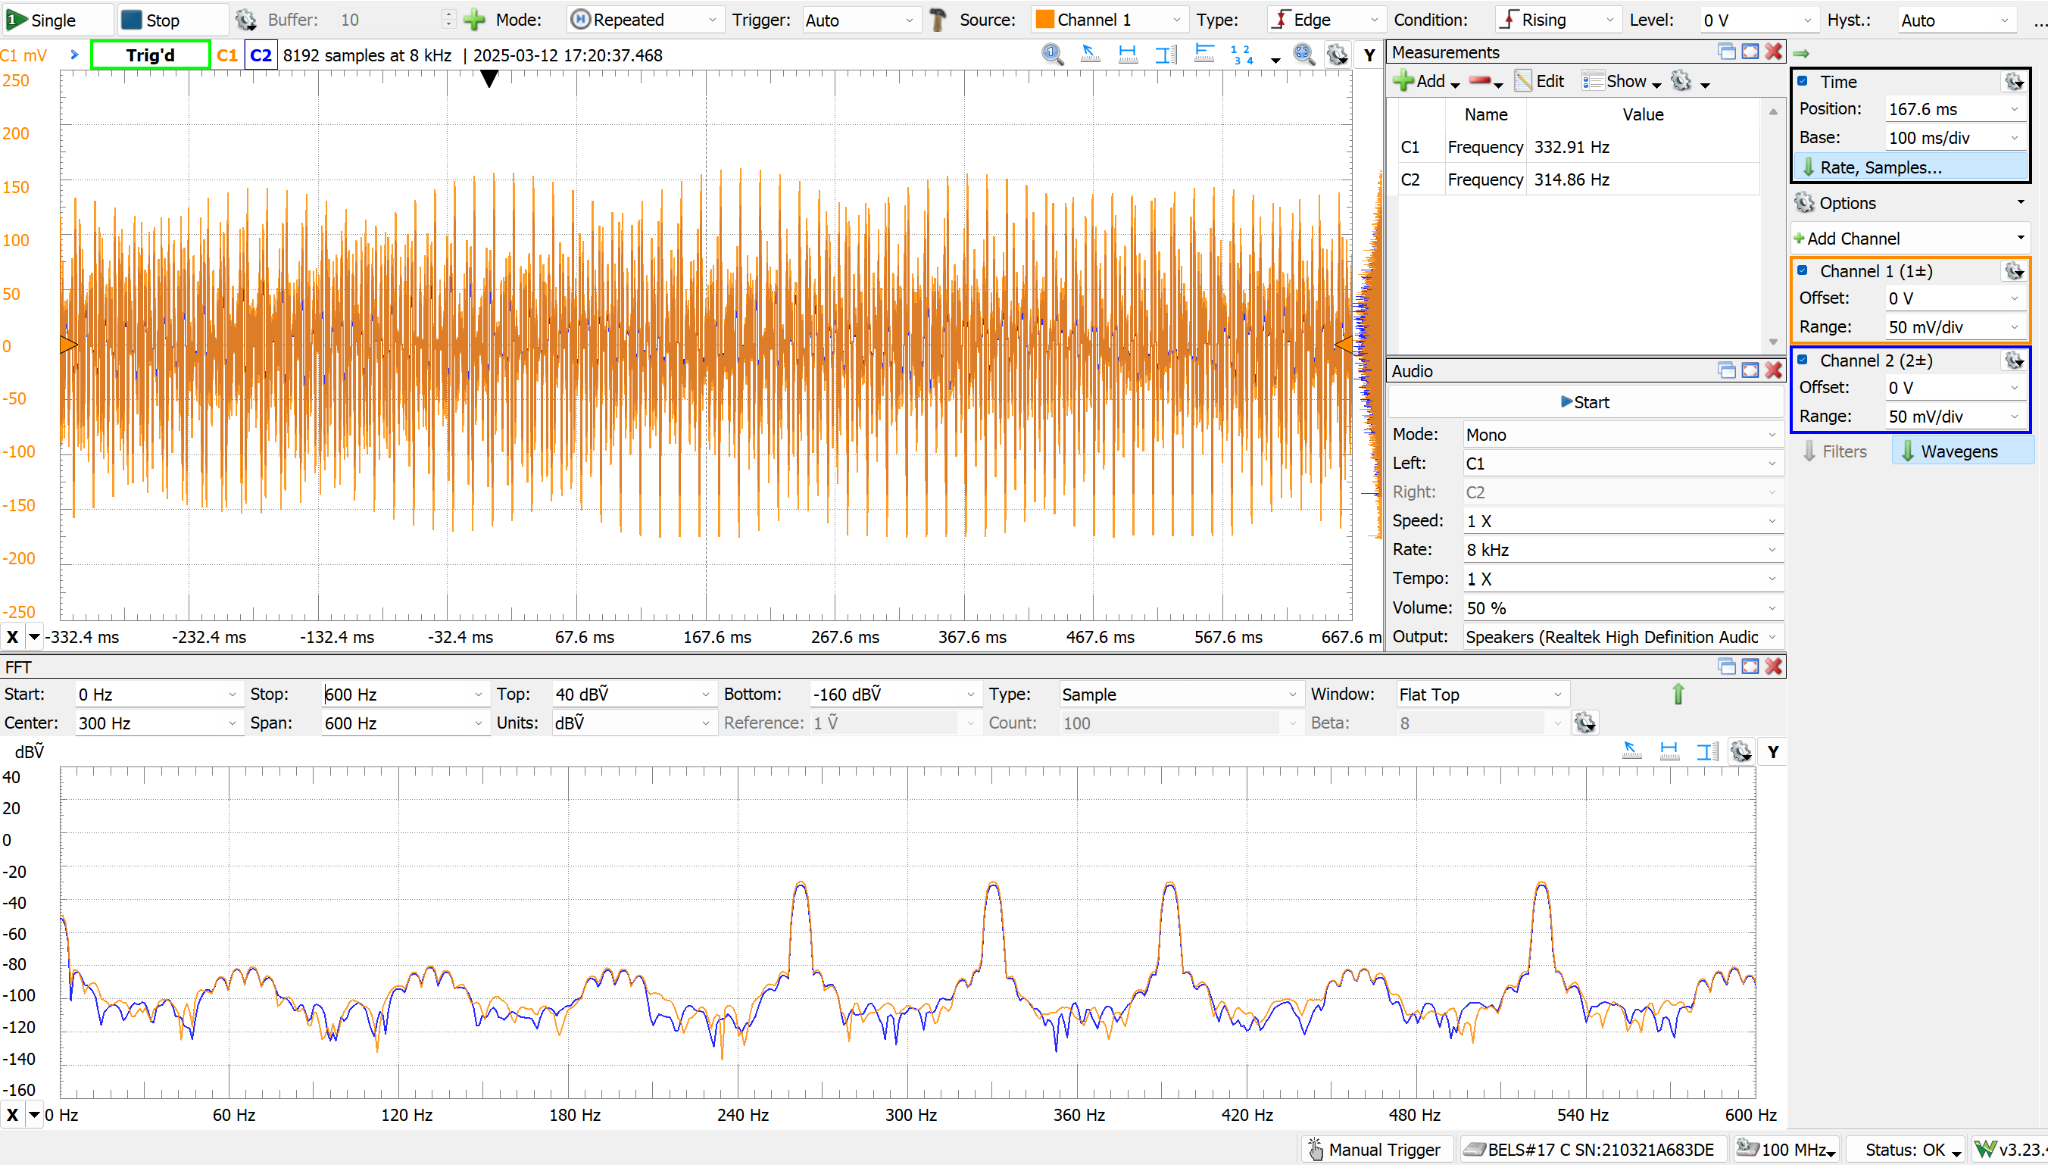 Single Stop Buffer: 10 Mode: Repeated Trigger: Auto Source: Channel 1 Type: Edge Condition: Rising Level: 0 V Hyst.: Auto ...
C1 mV Trig'd C1 C2 8192 samples at 8 kHz | 2025-03-12 17:20:37.468 Y
250
200
150
100
50
0
-50
-100
-150
-200
-250
X -332.4 ms -232.4 ms -132.4 ms -32.4 ms 67.6 ms 167.6 ms 267.6 ms 367.6 ms 467.6 ms 567.6 ms 667.6 m
Measurements
Add Edit Show
Name Value
C1 Frequency 332.91 Hz
C2 Frequency 314.86 Hz
Audio
Start
Mode: Mono
Left: C1
Right: C2
Speed: 1 X
Rate: 8 kHz
Tempo: 1 X
Volume: 50 %
Output: Speakers (Realtek High Definition Audic
Time
Position: 167.6 ms
Base: 100 ms/div
Rate, Samples...
Options
Add Channel
Channel 1 (1±)
Offset: 0 V
Range: 50 mV/div
Channel 2 (2±)
Offset: 0 V
Range: 50 mV/div
Filters Wavegens
FFT
Start: 0 Hz Stop: 600 Hz Top: 40 dBṼ Bottom: -160 dBṼ Type: Sample Window: Flat Top
Center: 300 Hz Span: 600 Hz Units: dBṼ Reference: 1 Ṽ Count: 100 Beta: 8
dBṼ Y
40
20
0
-20
-40
-60
-80
-100
-120
-140
-160
X 0 Hz 60 Hz 120 Hz 180 Hz 240 Hz 300 Hz 360 Hz 420 Hz 480 Hz 540 Hz 600 Hz
Manual Trigger BELS#17 C SN:210321A683DE 100 MHz Status: OK v3.23.